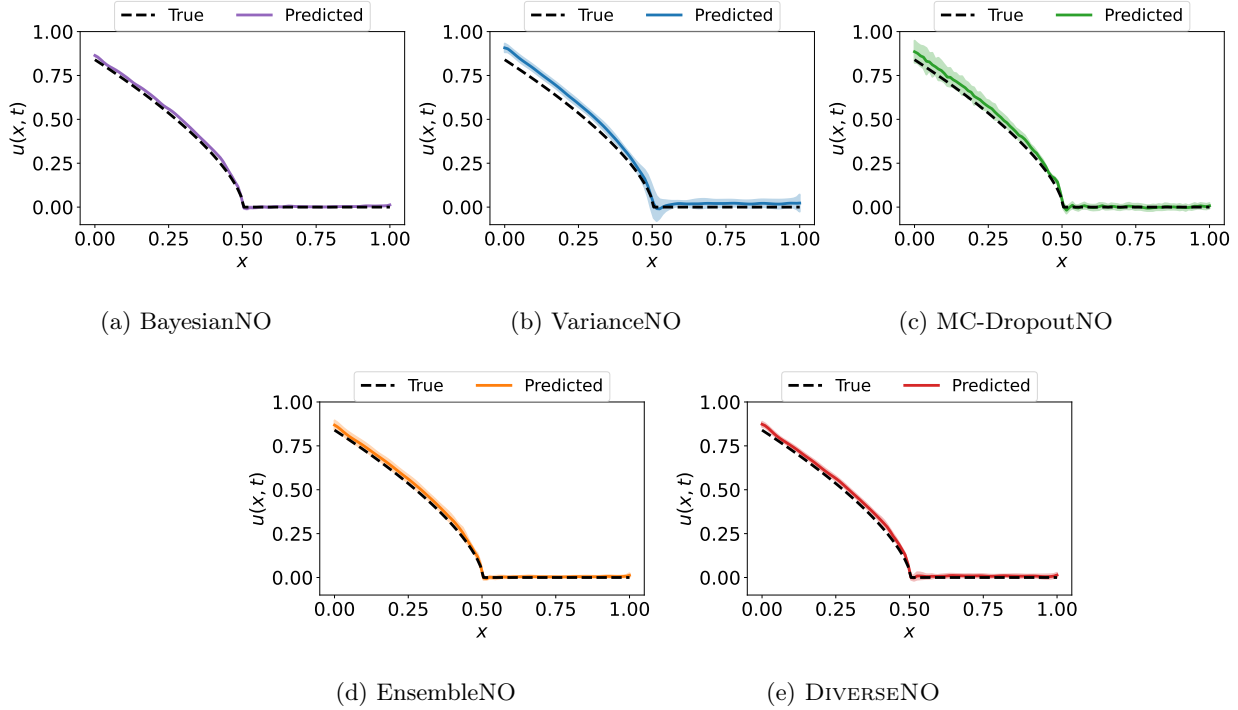 True Predicted
1.00
0.75
0.50
0.25
0.00
u(x, t)
0.00 0.25 0.50 0.75 1.00
x
(a) BayesianNO
True Predicted
1.00
0.75
0.50
0.25
0.00
u(x, t)
0.00 0.25 0.50 0.75 1.00
x
(b) VarianceNO
True Predicted
1.00
0.75
0.50
0.25
0.00
u(x, t)
0.00 0.25 0.50 0.75 1.00
x
(c) MC-DropoutNO
True Predicted
1.00
0.75
0.50
0.25
0.00
u(x, t)
0.00 0.25 0.50 0.75 1.00
x
(d) EnsembleNO
True Predicted
1.00
0.75
0.50
0.25
0.00
u(x, t)
0.00 0.25 0.50 0.75 1.00
x
(e) DIVERSENO